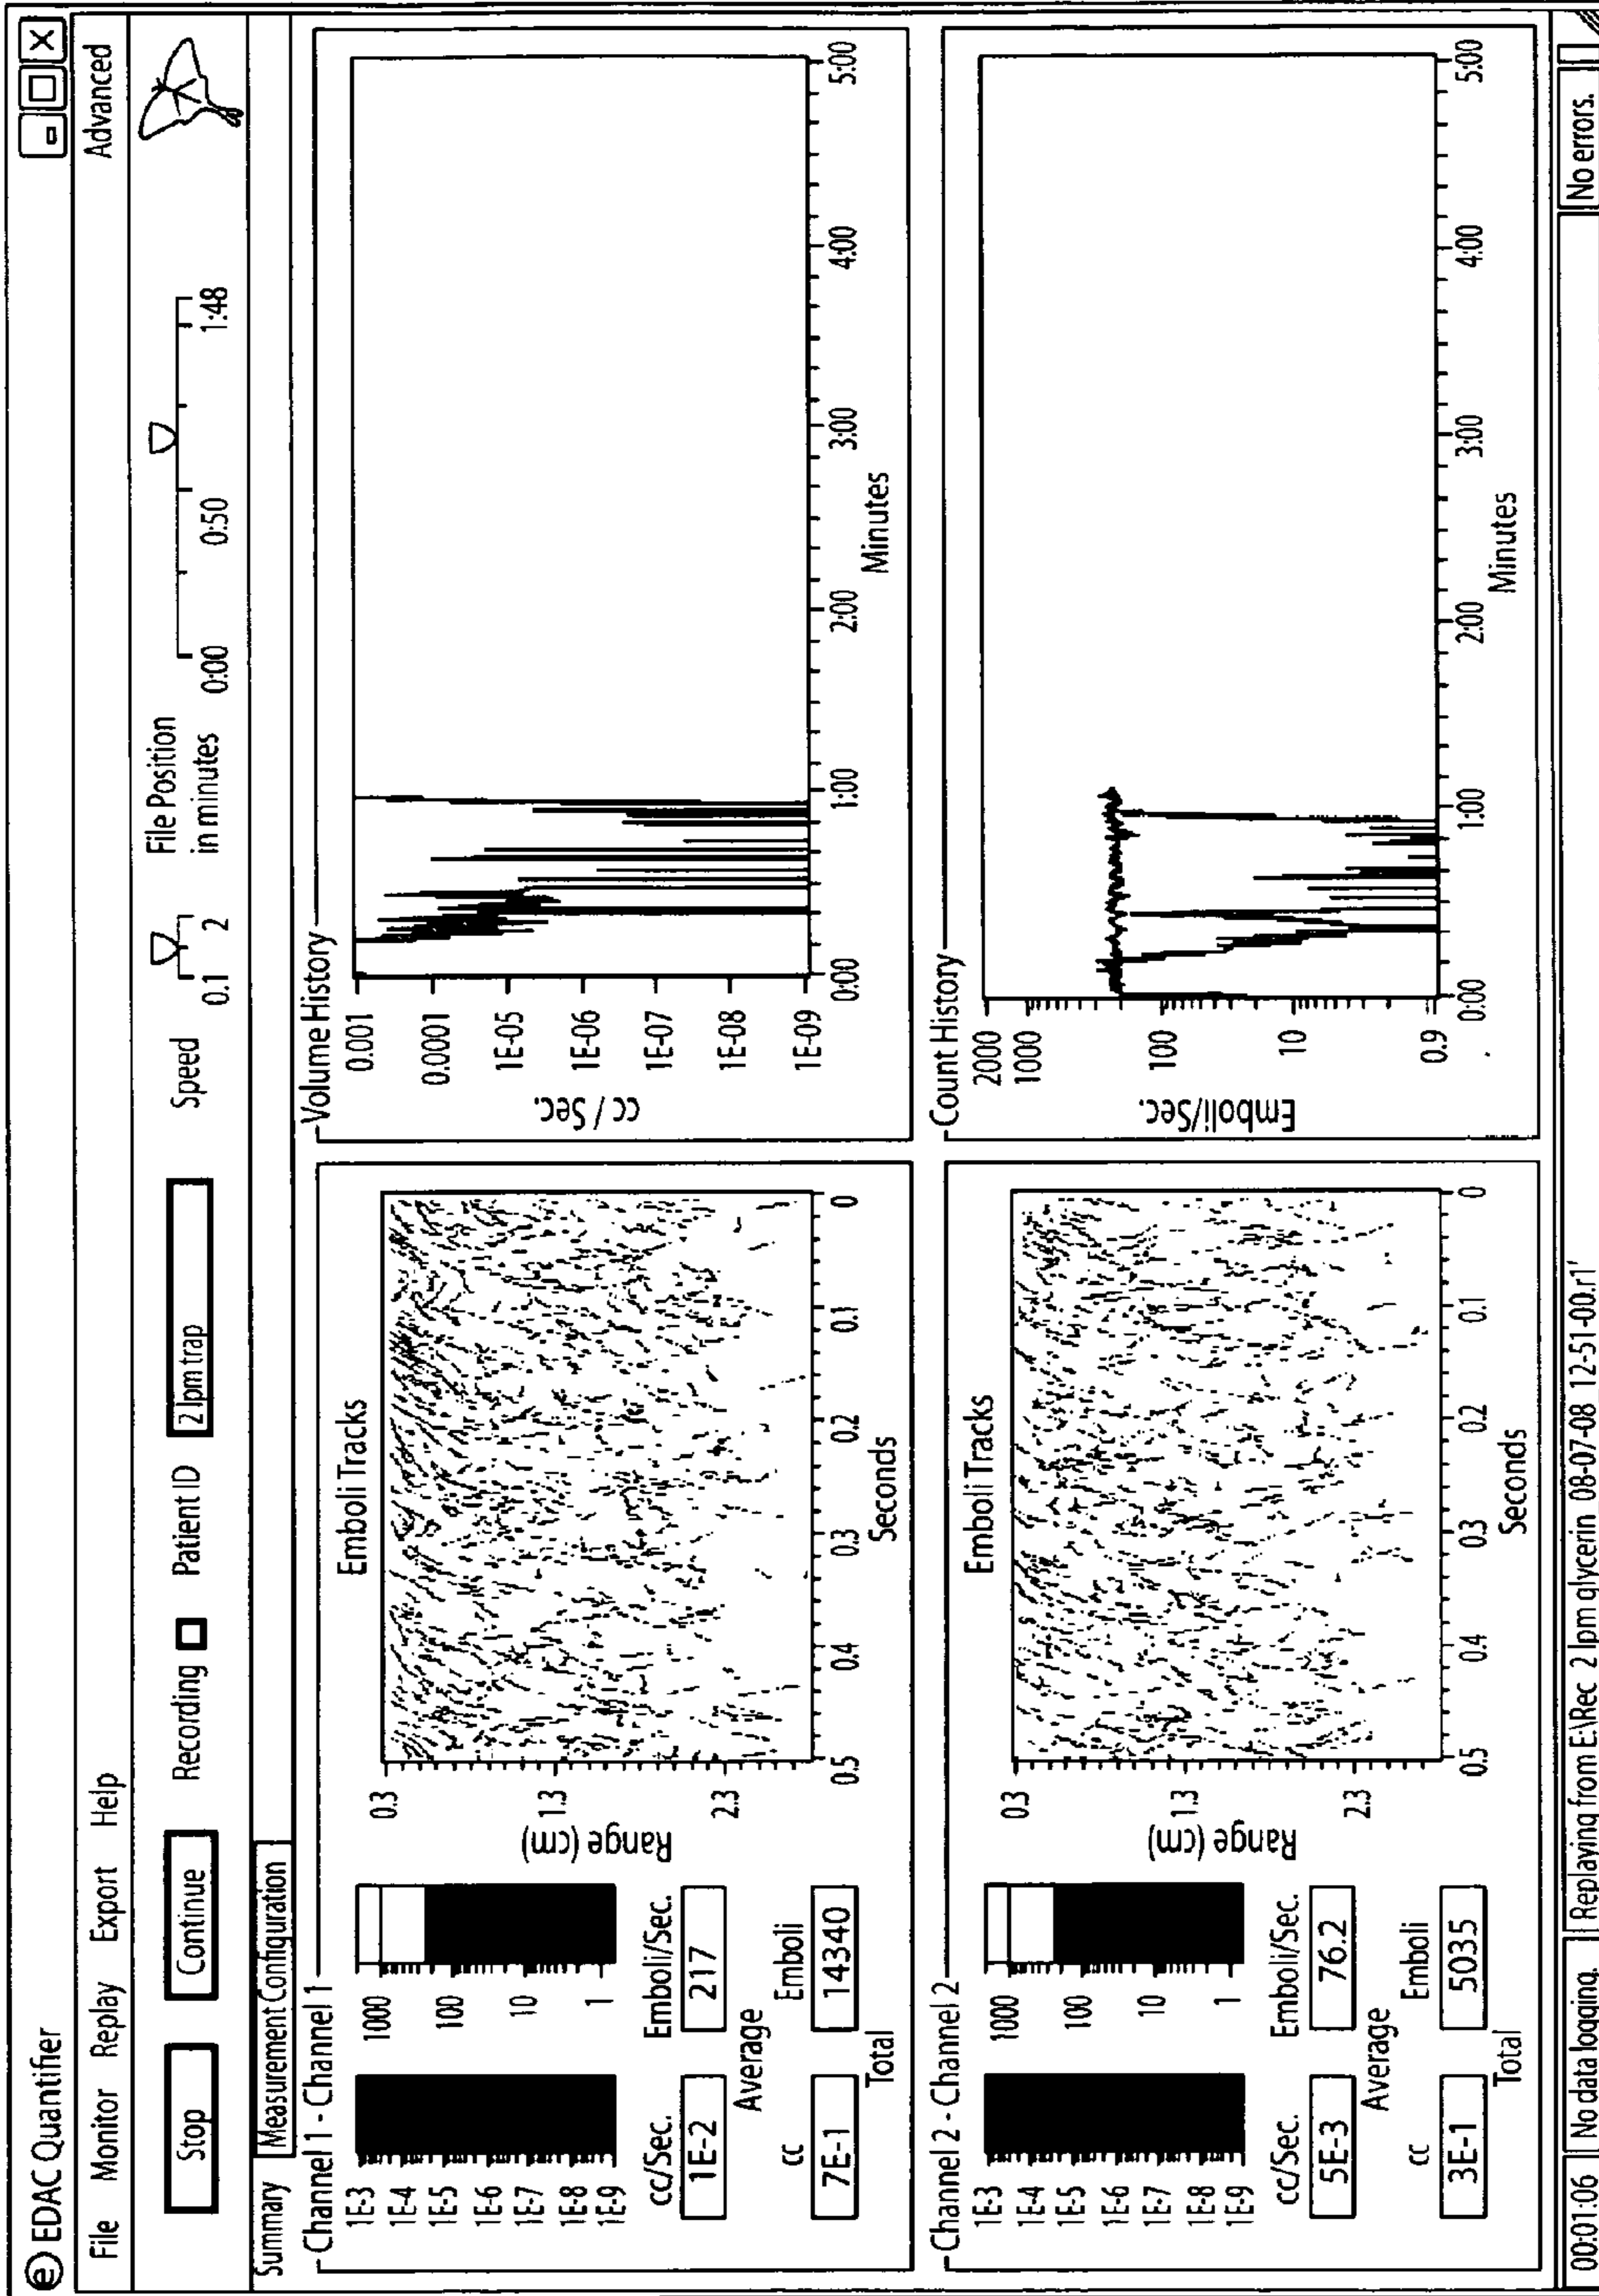 e EDAC Quantifier
File Monitor Replay Export Help Advanced
Stop Continue Recording Patient ID 2 lpm trap Speed 0.1 2 File Position in minutes 0:00 0:50 1:48
Summary Measurement Configuration
Channel 1 - Channel 1
1E-3
1E-4
1E-5
1E-6
1E-7
1E-8
1E-9
1000
100
10
1
cc/Sec. Emboli/Sec.
1E-2 217
Average
cc Emboli
7E-1 14340
Total
Emboli Tracks
Range (cm)
0.3
1.3
2.3
0.5 0.4 0.3 0.2 0.1 0
Seconds
Volume History
cc / Sec.
0.001
0.0001
1E-05
1E-06
1E-07
1E-08
1E-09
0:00 1:00 2:00 3:00 4:00 5:00
Minutes
Channel 2 - Channel 2
1E-3
1E-4
1E-5
1E-6
1E-7
1E-8
1E-9
1000
100
10
1
cc/Sec. Emboli/Sec.
5E-3 76.2
Average
cc Emboli
3E-1 5035
Total
Emboli Tracks
Range (cm)
0.3
1.3
2.3
0.5 0.4 0.3 0.2 0.1 0
Seconds
Count History
Emboli/Sec.
2000
1000
100
10
0.9
0:00 1:00 2:00 3:00 4:00 5:00
Minutes
00:01:06 No data logging. Replaying from E\Rec 2 lpm glycerin 08-07-08 12-51-00.r1' No errors.